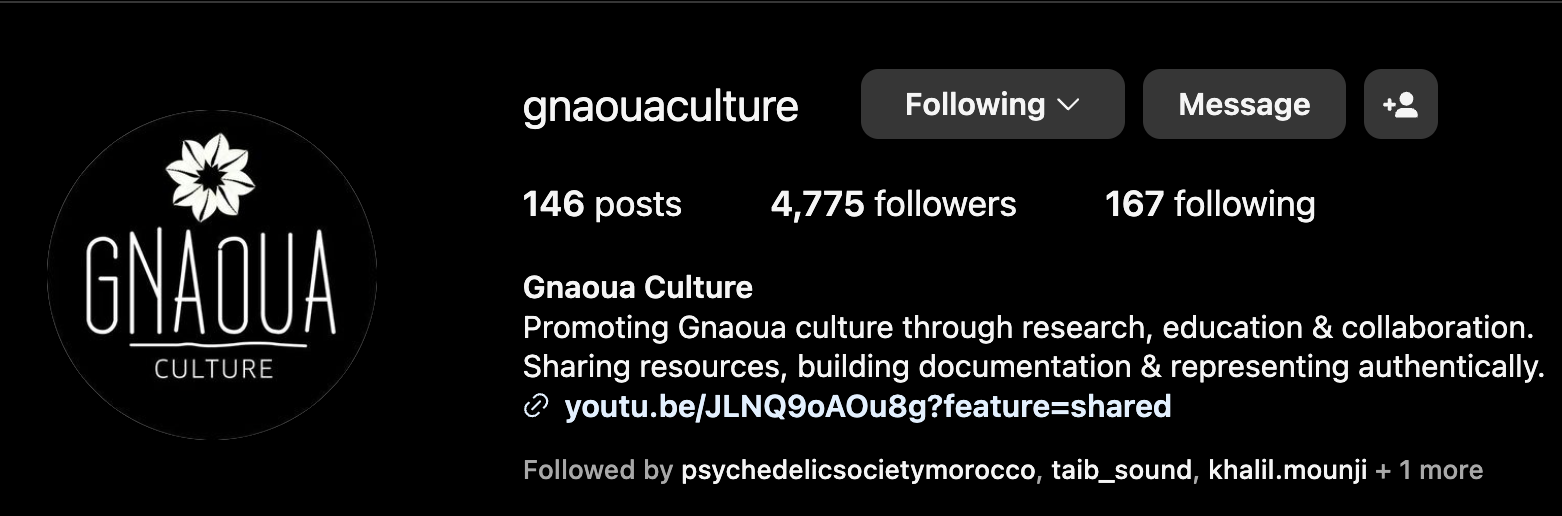 GNAOUA
CULTURE
gnaouaculture
Following
Message
146 posts
4,775 followers
167 following
Gnaoua Culture
Promoting Gnaoua culture through research, education & collaboration.
Sharing resources, building documentation & representing authentically.
youtu.be/JLNQ9oAOu8g?feature=shared
Followed by psychedelicsocietymorocco, taib_sound, khalil.mounji + 1 more